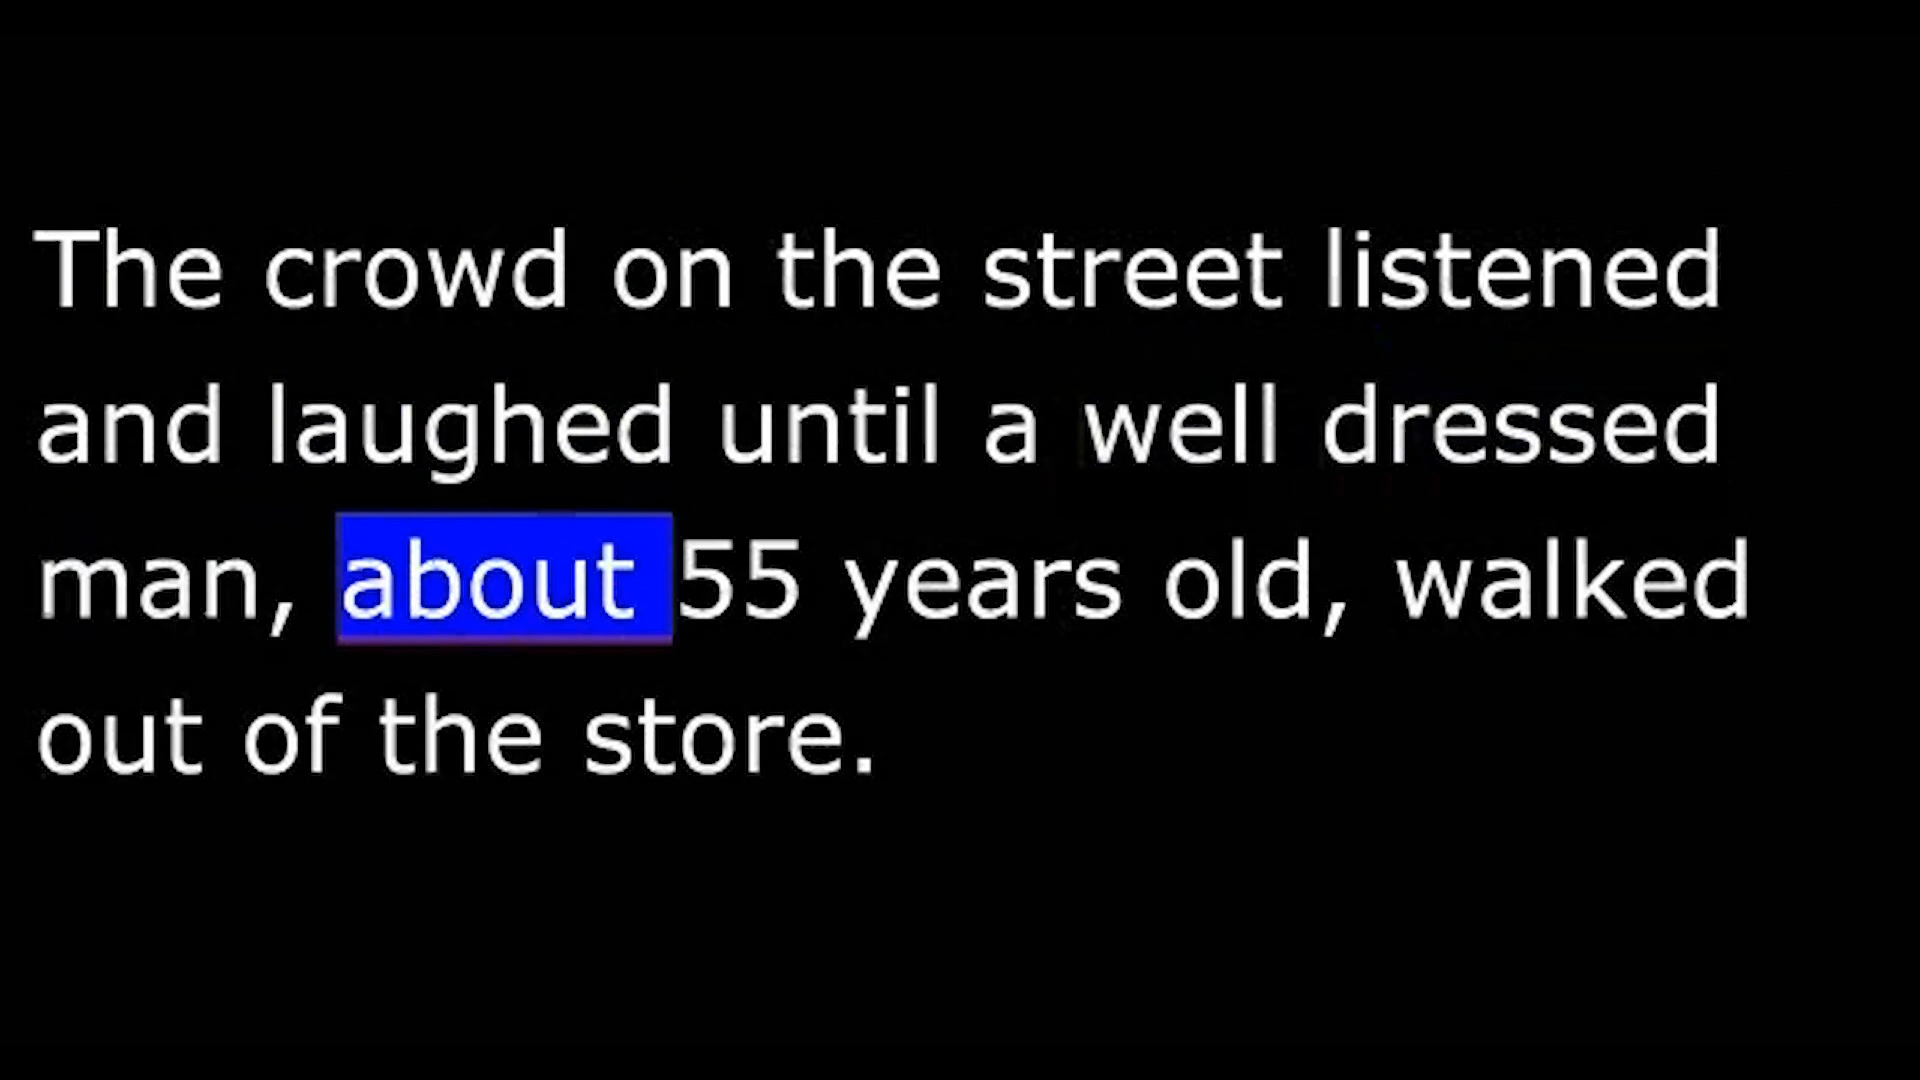 The crowd on the street listened
and laughed until a well dressed
man, about 55 years old, walked
out of the store.